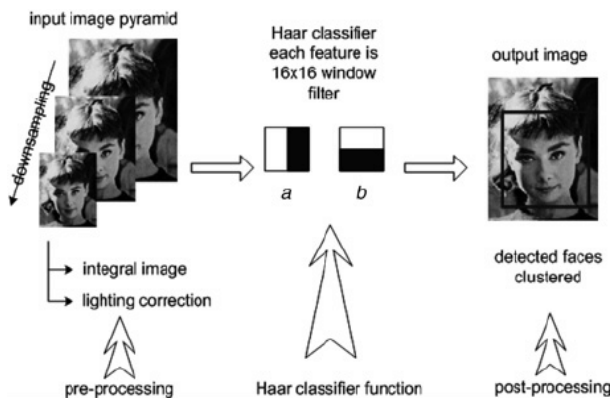 input image pyramid
downsampling
integral image
lighting correction
pre-processing
Haar classifier
each feature is
16x16 window
filter
a b
Haar classifier function
output image
detected faces
clustered
post-processing